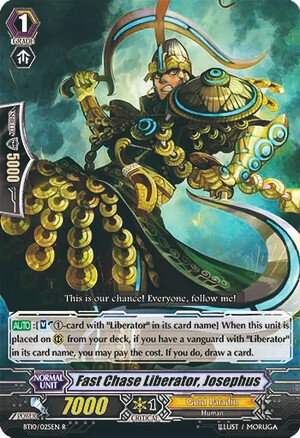 1
GRADE
5000
SHIELD
This is our chance! Everyone, follow me!
AUTO :[V ①-card with "Liberator" in its card name] When this unit is
placed on R from your deck, if you have a vanguard with "Liberator"
in its card name, you may pay the cost. If you do, draw a card.
NORMAL
UNIT
Fast Chase Liberator, Josephus
POWER
7000
1
CRITICAL
Gold Paladin
Human
BT10/025EN R
ILLUST / MORUGA